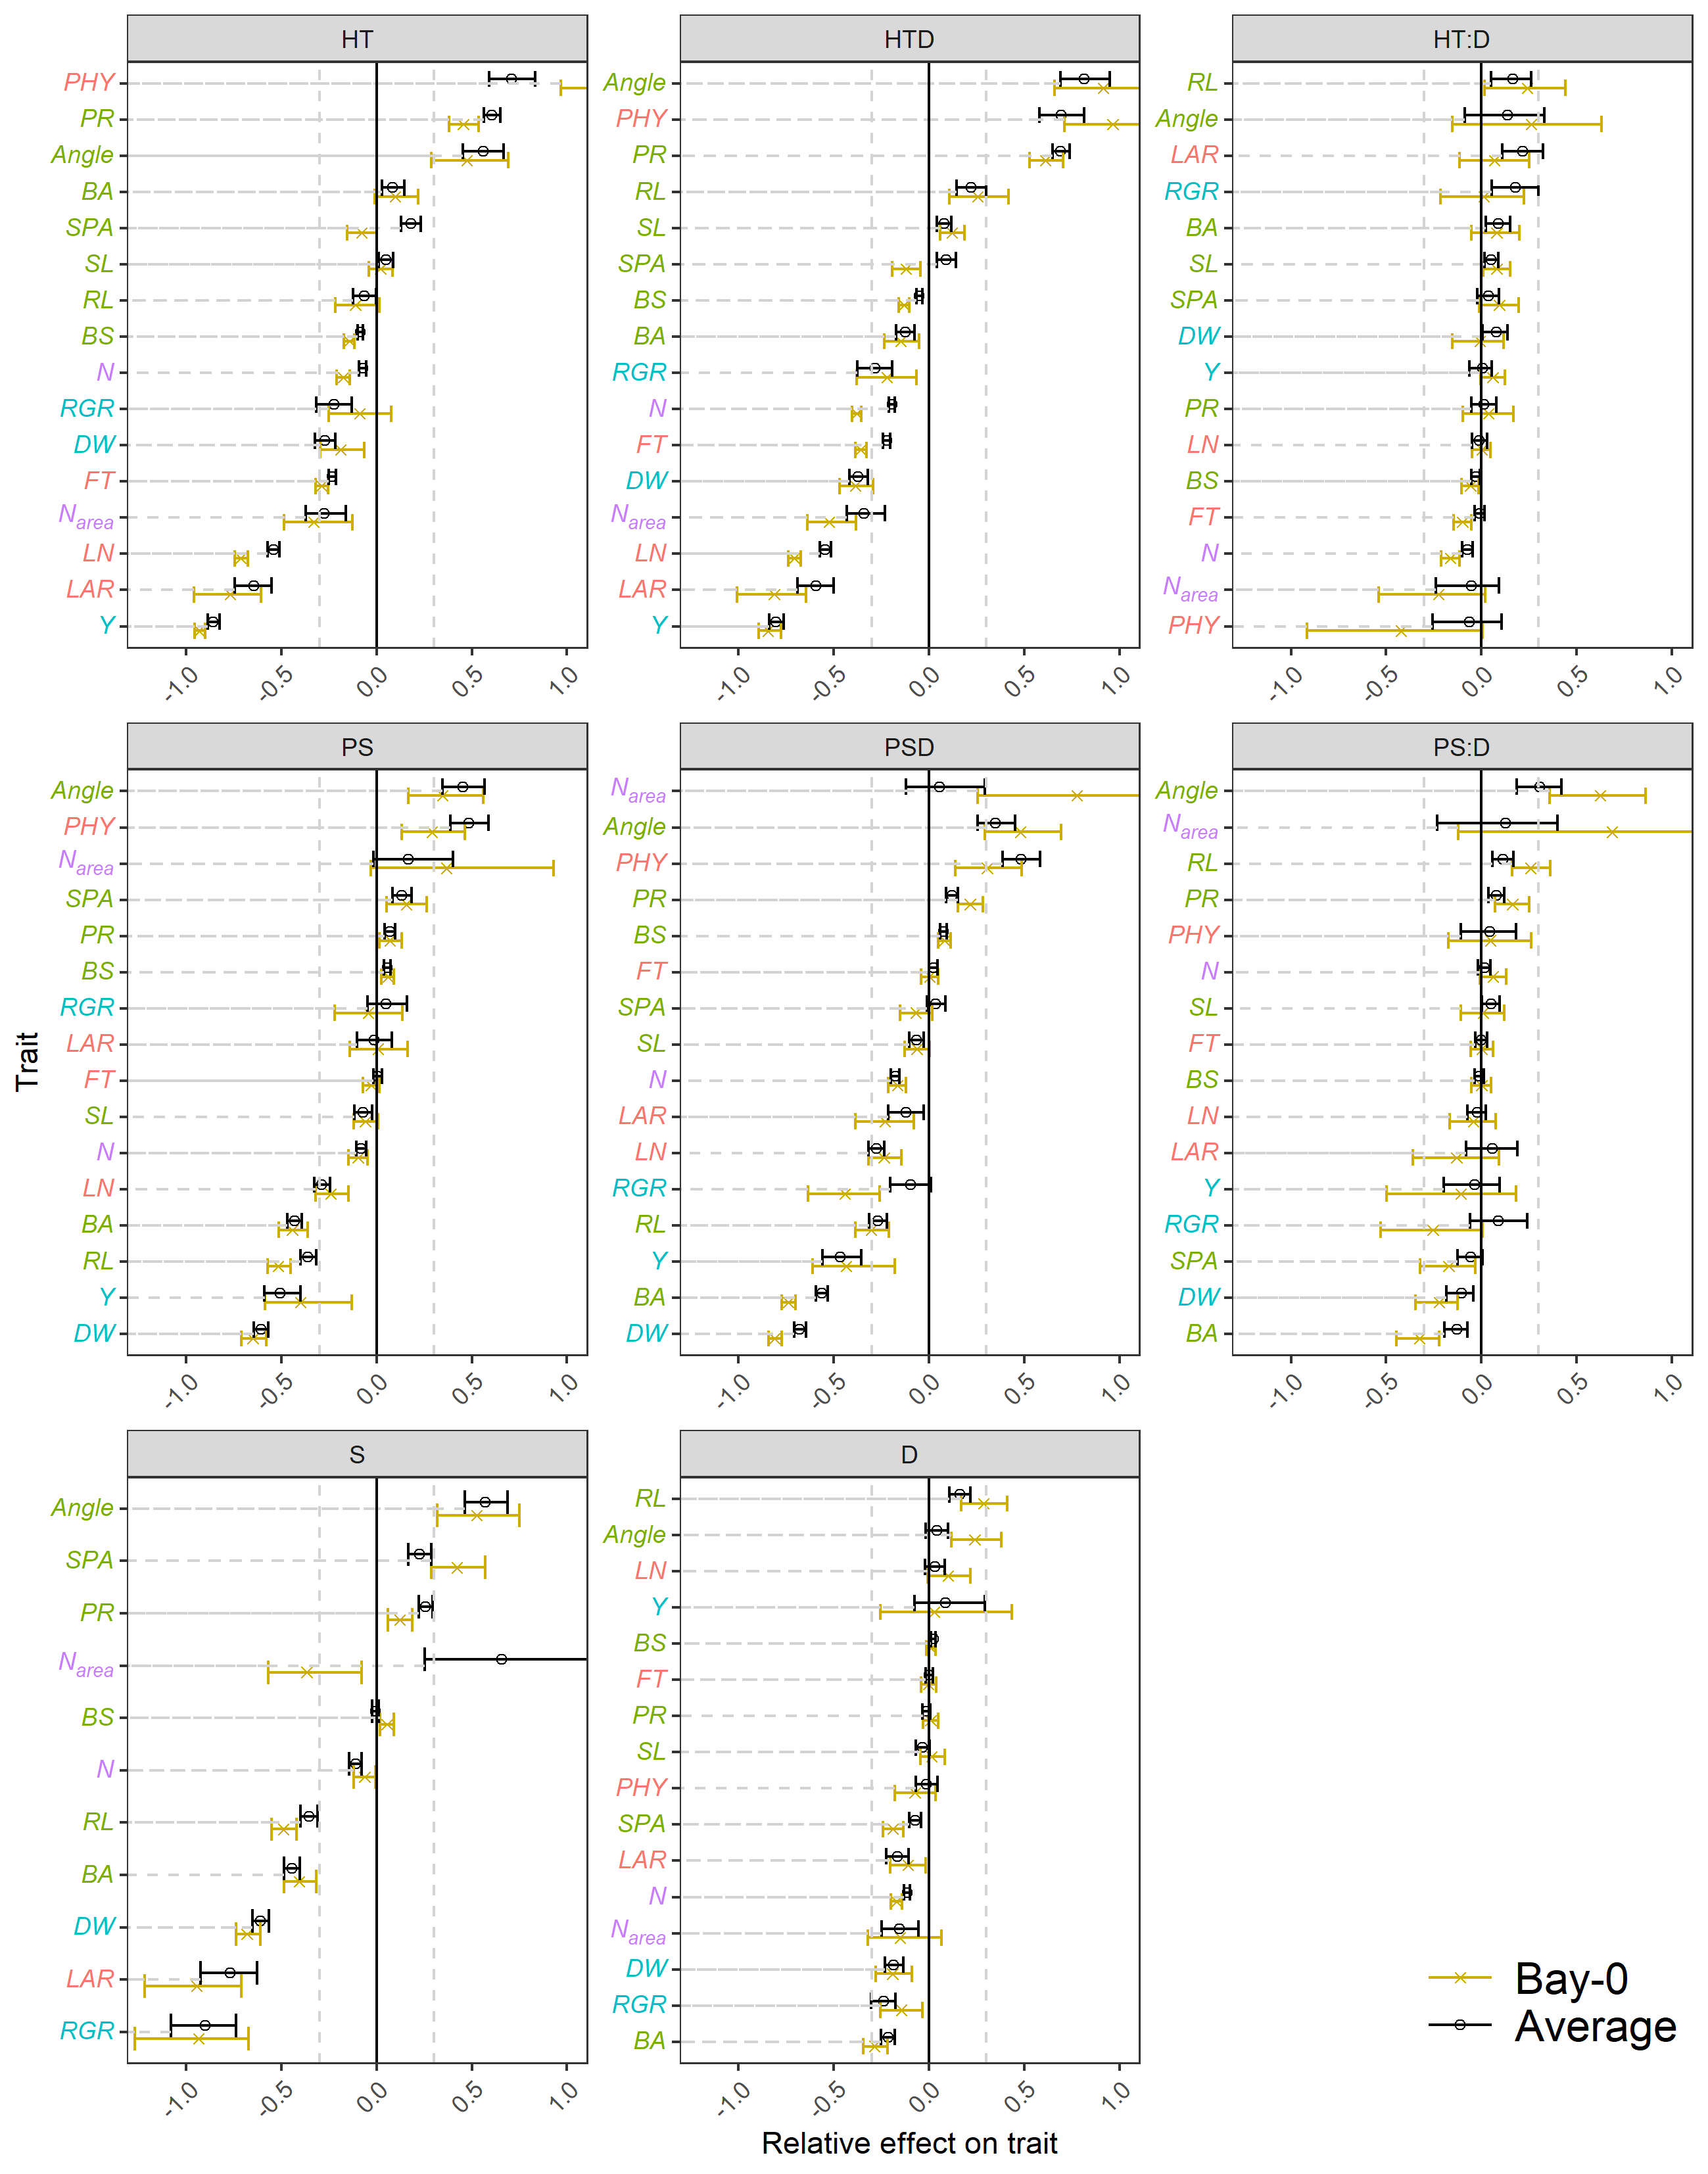 HT
PHY
PR
Angle
BA
SPA
SL
RL
BS
N
RGR
DW
FT
Narea
LN
LAR
Y
-1.0
-0.5
0.0
0.5
1.0
HTD
Angle
PHY
PR
RL
SL
SPA
BS
BA
RGR
N
FT
DW
Narea
LN
LAR
Y
-1.0
-0.5
0.0
0.5
1.0
HT:D
RL
Angle
LAR
RGR
BA
SL
SPA
DW
Y
PR
LN
BS
FT
N
Narea
PHY
-1.0
-0.5
0.0
0.5
1.0
Trait
PS
Angle
PHY
Narea
SPA
PR
BS
RGR
LAR
FT
SL
N
LN
BA
RL
Y
DW
-1.0
-0.5
0.0
0.5
1.0
PSD
Narea
Angle
PHY
PR
BS
FT
SPA
SL
N
LAR
LN
RGR
RL
Y
BA
DW
-1.0
-0.5
0.0
0.5
1.0
PS:D
Angle
Narea
RL
PR
PHY
N
SL
FT
BS
LN
LAR
Y
RGR
SPA
DW
BA
-1.0
-0.5
0.0
0.5
1.0
S
Angle
SPA
PR
Narea
BS
N
RL
BA
DW
LAR
RGR
-1.0
-0.5
0.0
0.5
1.0
D
RL
Angle
LN
Y
BS
FT
PR
SL
PHY
SPA
LAR
N
Narea
DW
RGR
BA
-1.0
-0.5
0.0
0.5
1.0
Bay-0
Average
Relative effect on trait